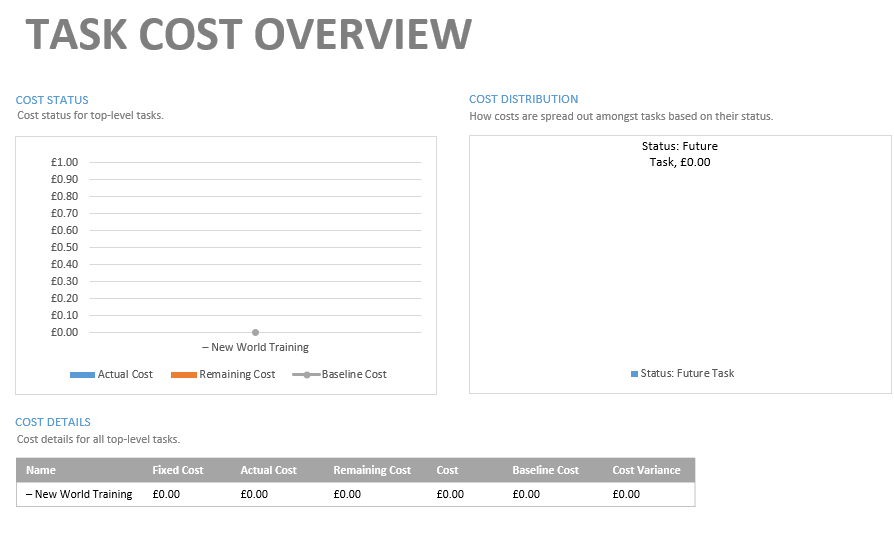 TASK COST OVERVIEW
COST STATUS
Cost status for top-level tasks.
£1.00
£0.90
£0.80
£0.70
£0.60
£0.50
£0.40
£0.30
£0.20
£0.10
£0.00
– New World Training
Actual Cost Remaining Cost Baseline Cost
COST DISTRIBUTION
How costs are spread out amongst tasks based on their status.
Status: Future
Task, £0.00
Status: Future Task
COST DETAILS
Cost details for all top-level tasks.
Name Fixed Cost Actual Cost Remaining Cost Cost Baseline Cost Cost Variance
– New World Training £0.00 £0.00 £0.00 £0.00 £0.00 £0.00